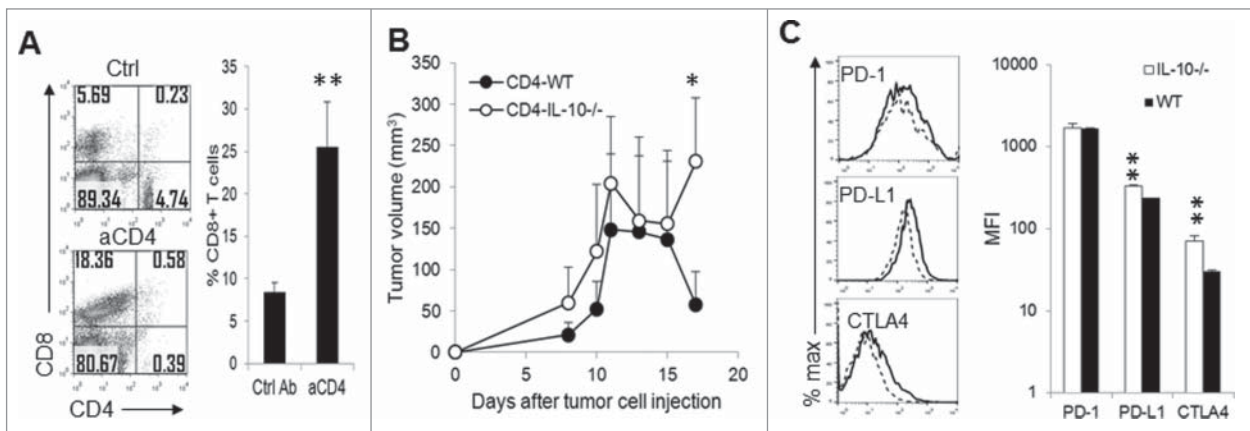 A
Ctrl
5.69 0.23
89.34 4.74
aCD4
18.36 0.58
80.67 0.39
CD8
CD4
% CD8+ T cells
35
30
25
20
15
10
5
0
**
Ctrl Ab aCD4
B
Tumor volume (mm³)
350
300
250
200
150
100
50
0
CD4-WT
CD4-IL-10-/-
*
0 5 10 15 20
Days after tumor cell injection
C
PD-1
PD-L1
CTLA4
% max
MFI
10000
1000
100
10
1
IL-10-/-
WT
**
**
PD-1 PD-L1 CTLA4